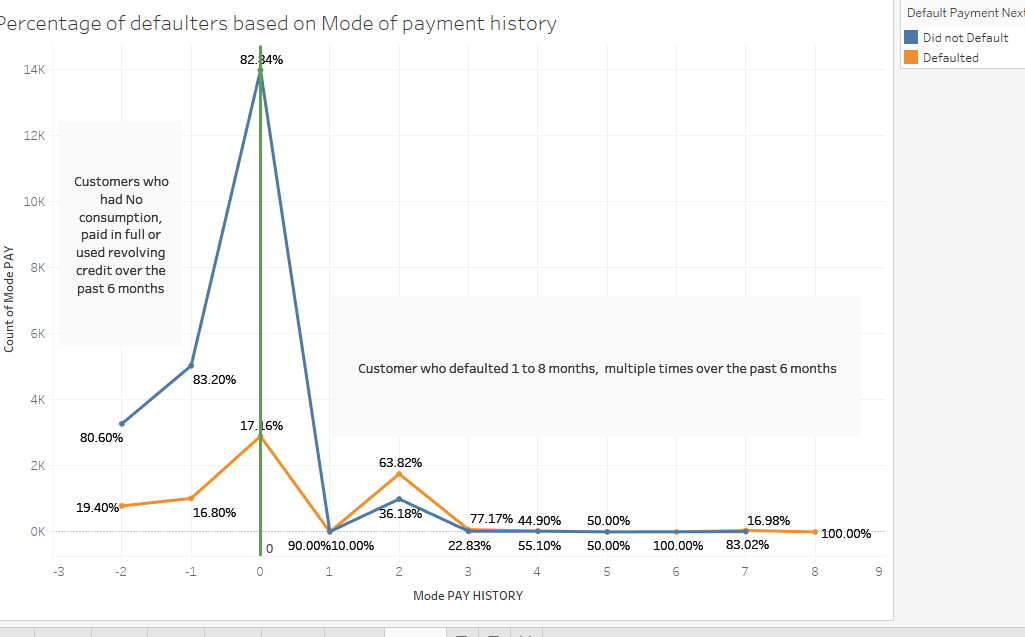 Percentage of defaulters based on Mode of payment history
Default Payment Next
Did not Default
Defaulted
14K
12K
10K
8K
6K
4K
2K
0K
Count of Mode PAY
Customers who
had No
consumption,
paid in full or
used revolving
credit over the
past 6 months
Customer who defaulted 1 to 8 months, multiple times over the past 6 months
82.84%
83.20%
80.60%
17.16%
19.40%
16.80%
63.82%
36.18%
77.17% 44.90% 50.00% 16.98%
100.00%
0 90.00% 10.00% 22.83% 55.10% 50.00% 100.00% 83.02%
-3 -2 -1 0 1 2 3 4 5 6 7 8 9
Mode PAY HISTORY